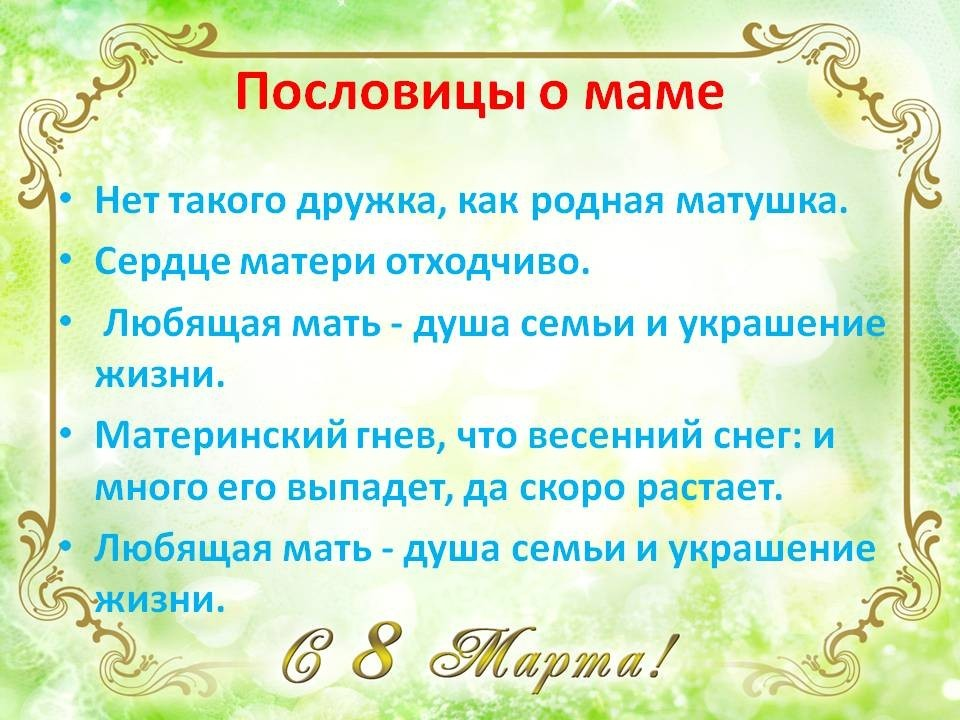 Пословицы о маме
• Нет такого дружка, как родная матушка.
• Сердце матери отходчиво.
• Любящая мать - душа семьи и украшение
жизни.
• Материнский гнев, что весенний снег: и
много его выпадет, да скоро растает.
• Любящая мать - душа семьи и украшение
жизни.
С 8 Марта!